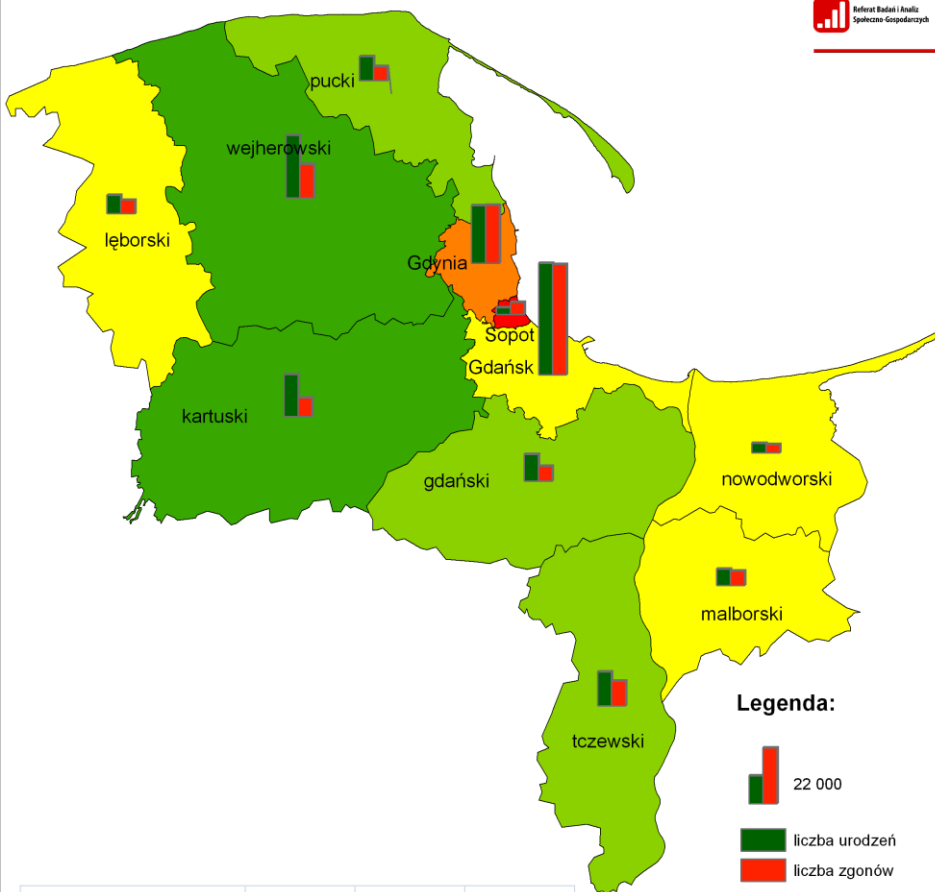 Referat Badań i Analiz
Społeczno-Gospodarczych
pucki
wejherowski
lęborski
Gdynia
Sopot
Gdańsk
kartuski
gdański
nowodworski
malborski
tczewski
Legenda:
22 000
liczba urodzeń
liczba zgonów